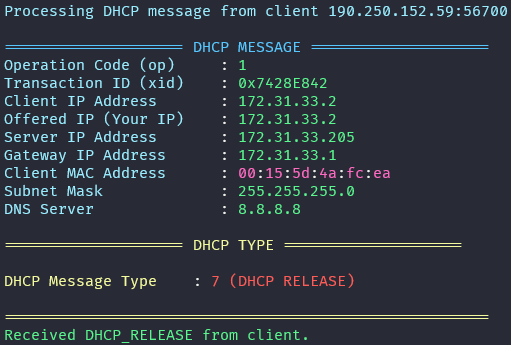 Processing DHCP message from client 190.250.152.59:56700
==================== DHCP MESSAGE ====================
Operation Code (op) : 1
Transaction ID (xid) : 0x7428E842
Client IP Address : 172.31.33.2
Offered IP (Your IP) : 172.31.33.2
Server IP Address : 172.31.33.205
Gateway IP Address : 172.31.33.1
Client MAC Address : 00:15:5d:4a:fc:ea
Subnet Mask : 255.255.255.0
DNS Server : 8.8.8.8
==================== DHCP TYPE ====================
DHCP Message Type : 7 (DHCP RELEASE)
======================================================
Received DHCP_RELEASE from client.